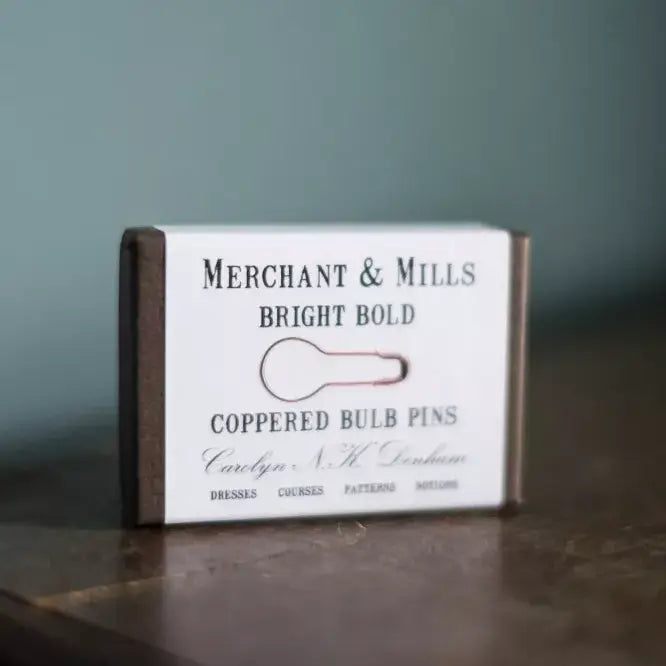 MERCHANT & MILLS
BRIGHT BOLD
COPPERED BULB PINS
Carolyn N.K. Denham
DRESSES COURSES PATTERNS NOTIONS